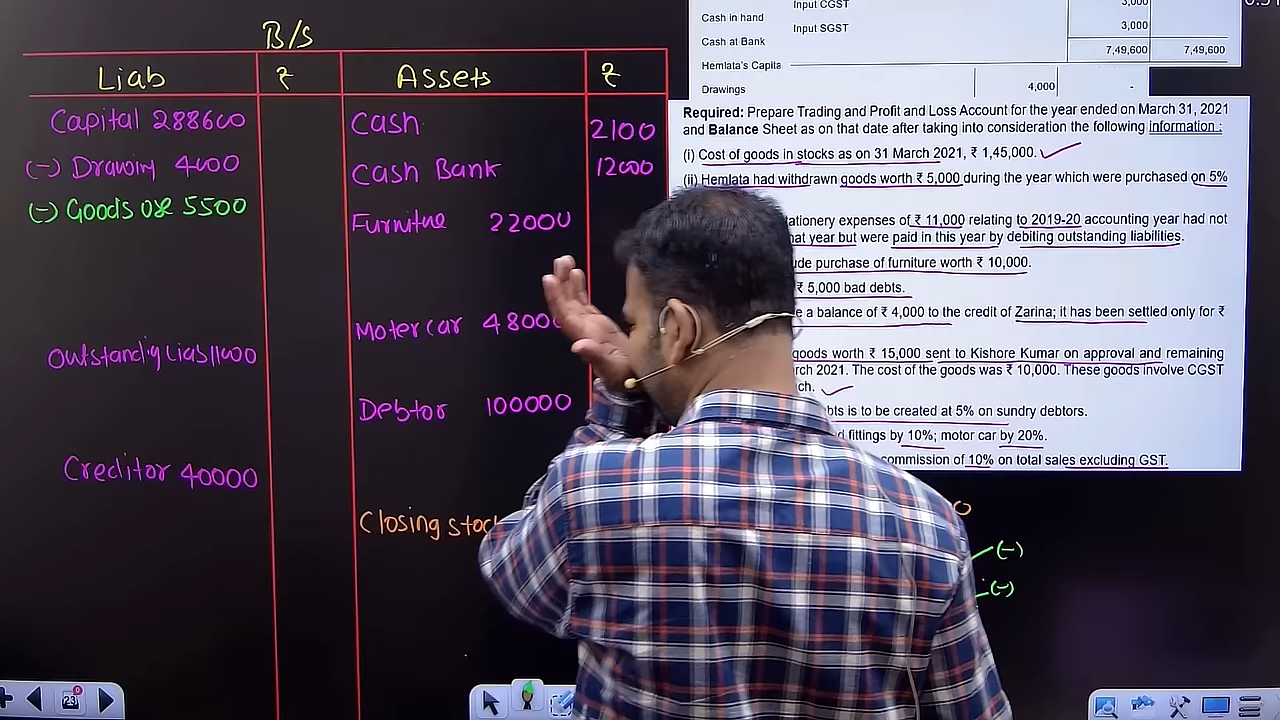 B/S
Liab ₹ Assets ₹
Capital 288600
(-) Drawing 4000
(-) Goods use 5500
Outstandig Liab 11000
Creditor 40000
Cash 2100
Cash Bank 12000
Furnitue 22000
Motercar 4800
Debtor 100000
Closing stock
(-)
(-)
Cash in hand
Cash at Bank
Hemlata's Capita
Drawings
Input CGST 3,000
Input SGST 3,000
7,49,600 7,49,600
4,000 -
Required: Prepare Trading and Profit and Loss Account for the year ended on March 31, 2021
and Balance Sheet as on that date after taking into consideration the following information :
(i) Cost of goods in stocks as on 31 March 2021, ₹ 1,45,000.
(ii) Hemlata had withdrawn goods worth ₹ 5,000 during the year which were purchased on 5%
tationery expenses of ₹ 11,000 relating to 2019-20 accounting year had not
hat year but were paid in this year by debiting outstanding liabilities.
ude purchase of furniture worth ₹ 10,000.
₹ 5,000 bad debts.
e a balance of ₹ 4,000 to the credit of Zarina; it has been settled only for ₹
goods worth ₹ 15,000 sent to Kishore Kumar on approval and remaining
rch 2021. The cost of the goods was ₹ 10,000. These goods involve CGST
ch.
bts is to be created at 5% on sundry debtors.
d fittings by 10%; motor car by 20%.
commission of 10% on total sales excluding GST.
23